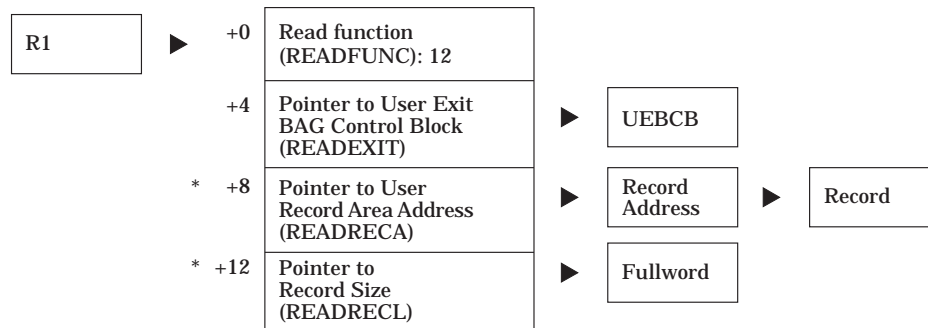 R1
+0 Read function
(READFUNC): 12
+4 Pointer to User Exit
BAG Control Block
(READEXIT)
UEBCB
* +8 Pointer to User
Record Area Address
(READRECA)
Record
Address
Record
* +12 Pointer to
Record Size
(READRECL)
Fullword